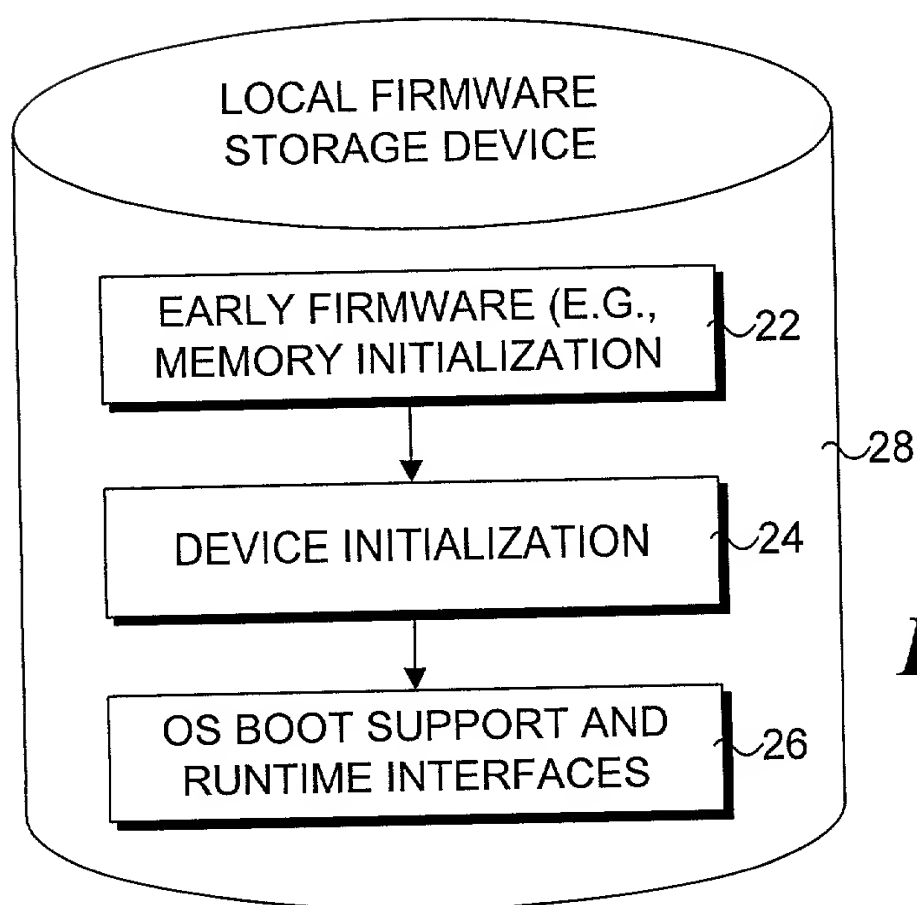 LOCAL FIRMWARE
STORAGE DEVICE
EARLY FIRMWARE (E.G.,
MEMORY INITIALIZATION
22
28
DEVICE INITIALIZATION
24
OS BOOT SUPPORT AND
RUNTIME INTERFACES
26